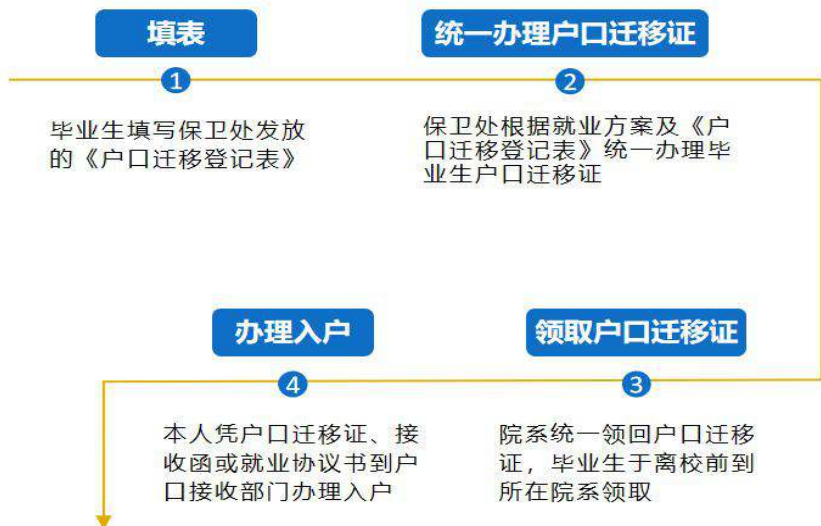 填表
1
毕业生填写保卫处发放
的《户口迁移登记表》
统一办理户口迁移证
2
保卫处根据就业方案及《户
口迁移登记表》统一办理毕
业生户口迁移证
领取户口迁移证
3
院系统一领回户口迁移
证，毕业生于离校前到
所在院系领取
办理入户
4
本人凭户口迁移证、接
收函或就业协议书到户
口接收部门办理入户